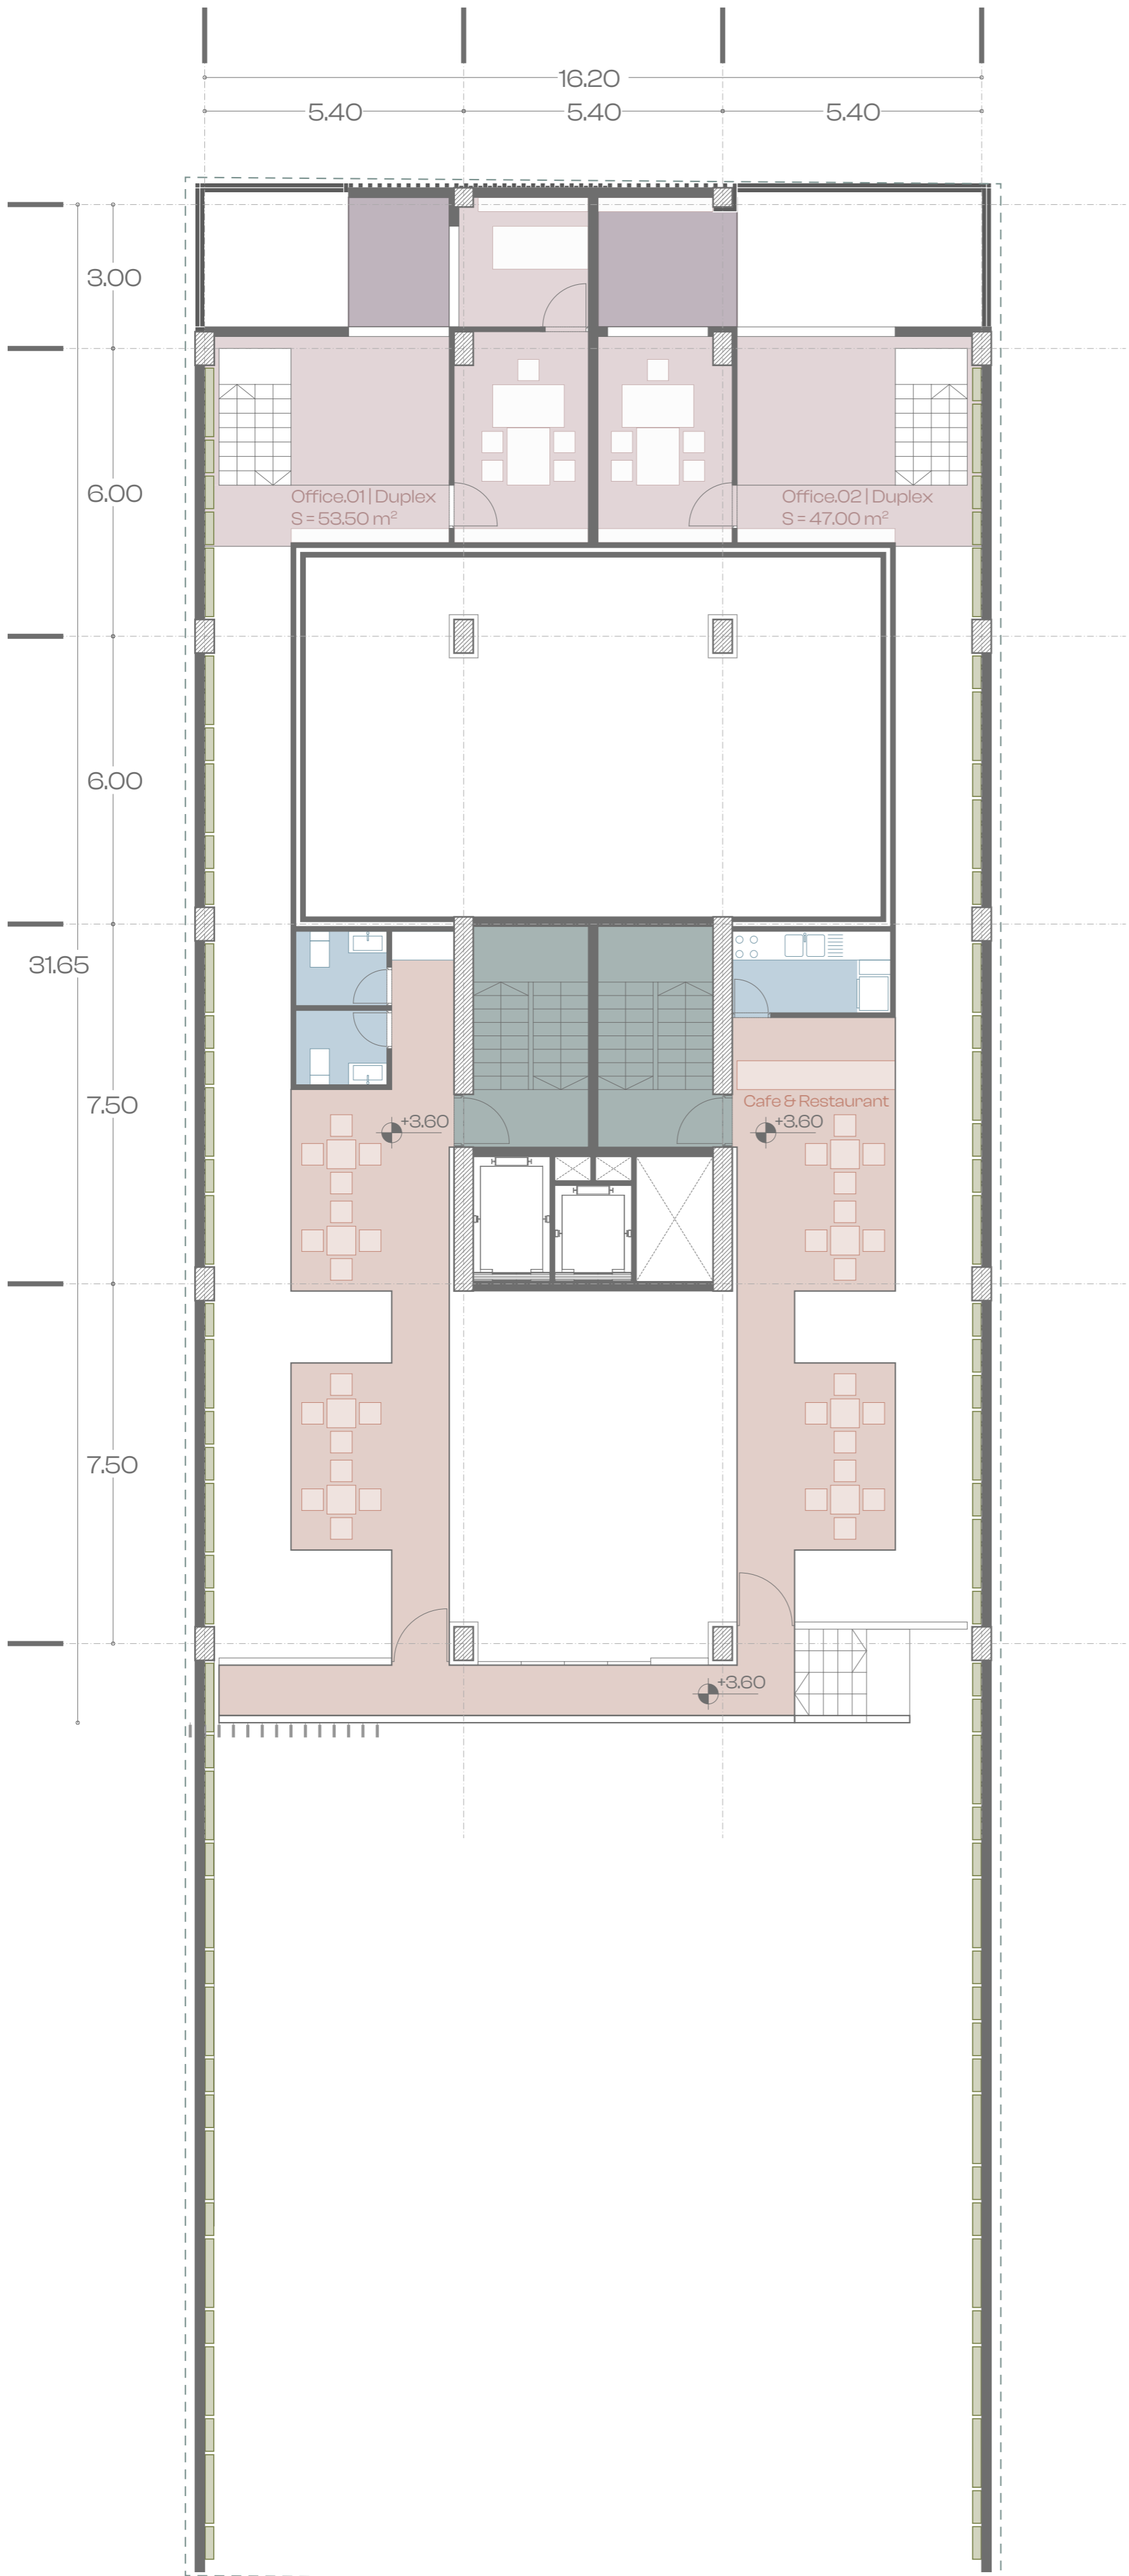 16.20
5.40
5.40
5.40
3.00
6.00
Office.01 | Duplex
S = 53.50 m²
Office.02 | Duplex
S = 47.00 m²
6.00
31.65
7.50
Cafe & Restaurant
+3.60
+3.60
7.50
+3.60